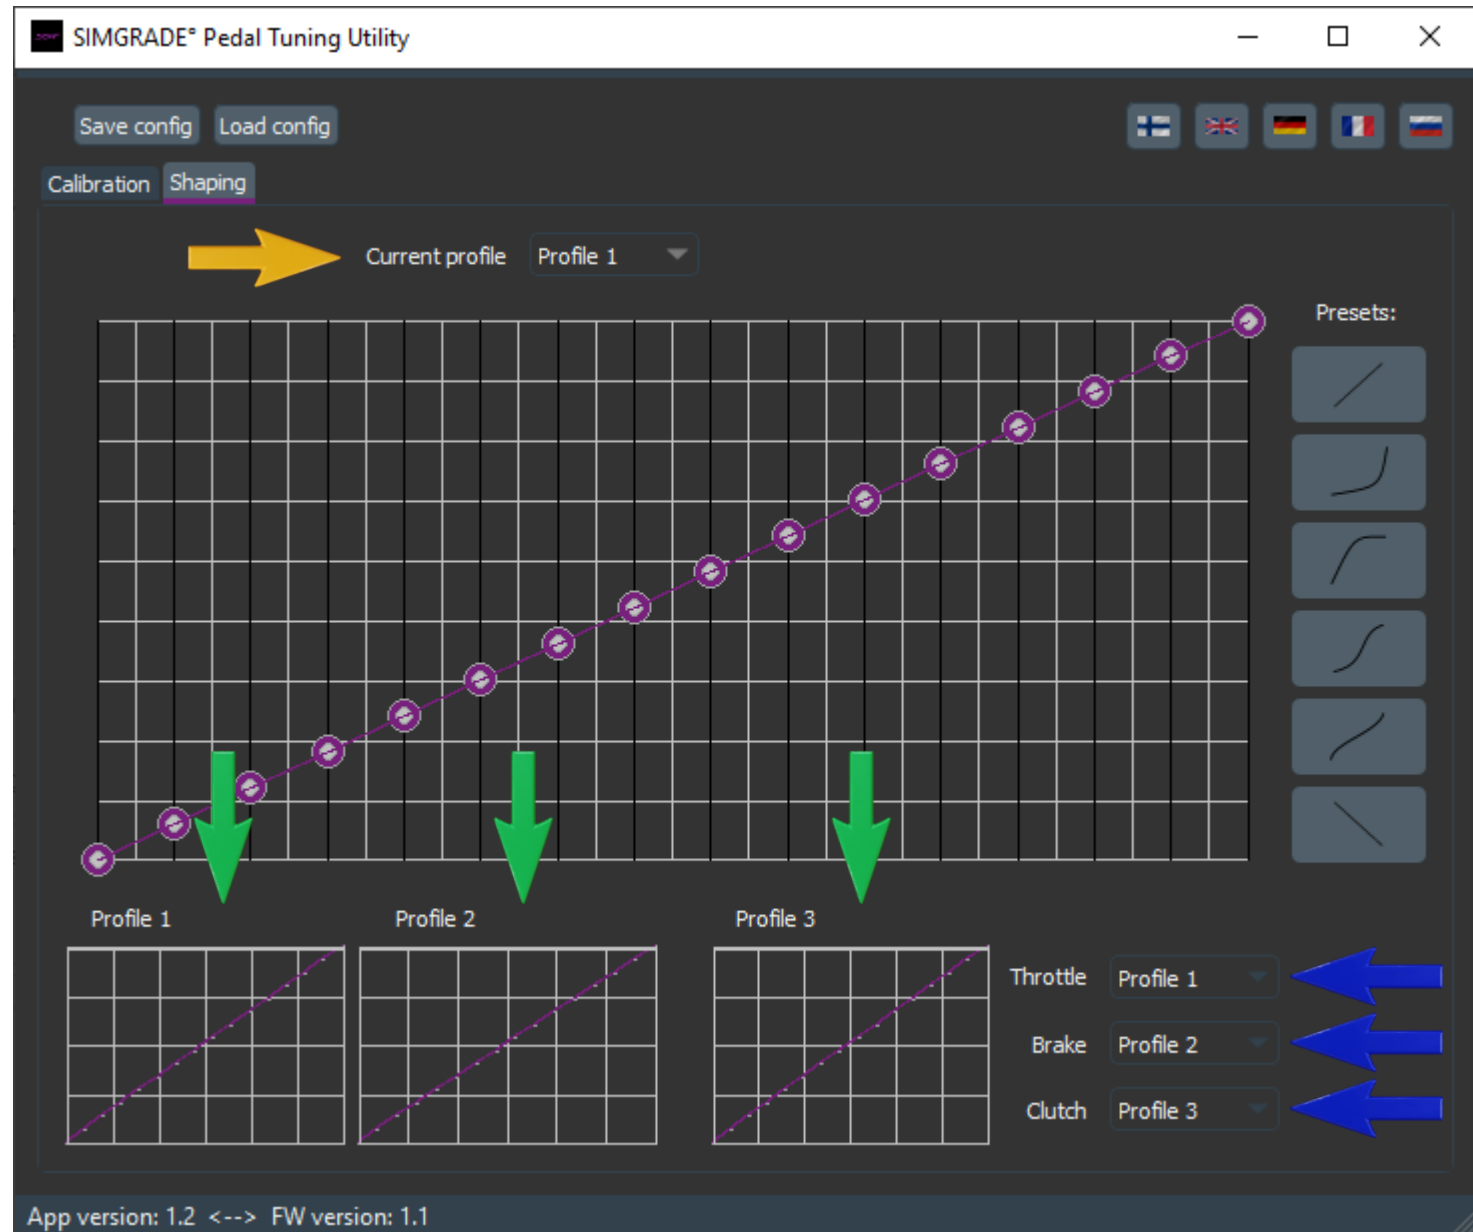 SIMGRADE° Pedal Tuning Utility
Save config Load config
Calibration Shaping
Current profile Profile 1
Presets:
Profile 1 Profile 2 Profile 3
Throttle Profile 1
Brake Profile 2
Clutch Profile 3
App version: 1.2 <--> FW version: 1.1